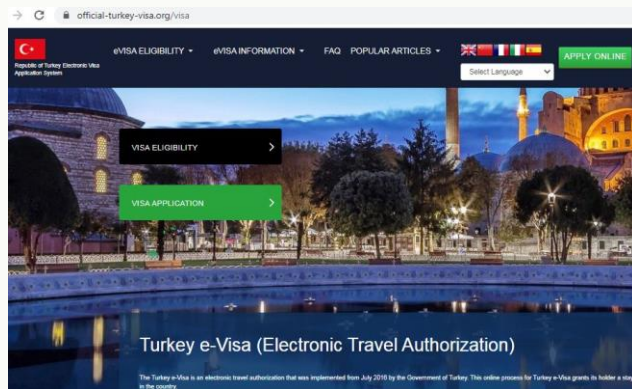 official-turkey-visa.org/visa
eVISA ELIGIBILITY
eVISA INFORMATION
FAQ
POPULAR ARTICLES
Select Language
APPLY ONLINE
Republic of Turkey Electronic Visa
Application System
VISA ELIGIBILITY
VISA APPLICATION
Turkey e-Visa (Electronic Travel Authorization)
The Turkey e-Visa is an electronic travel authorization that was implemented from July 2016 by the Government of Turkey. This online process for Turkey e-Visa grants its holder a
in the country.